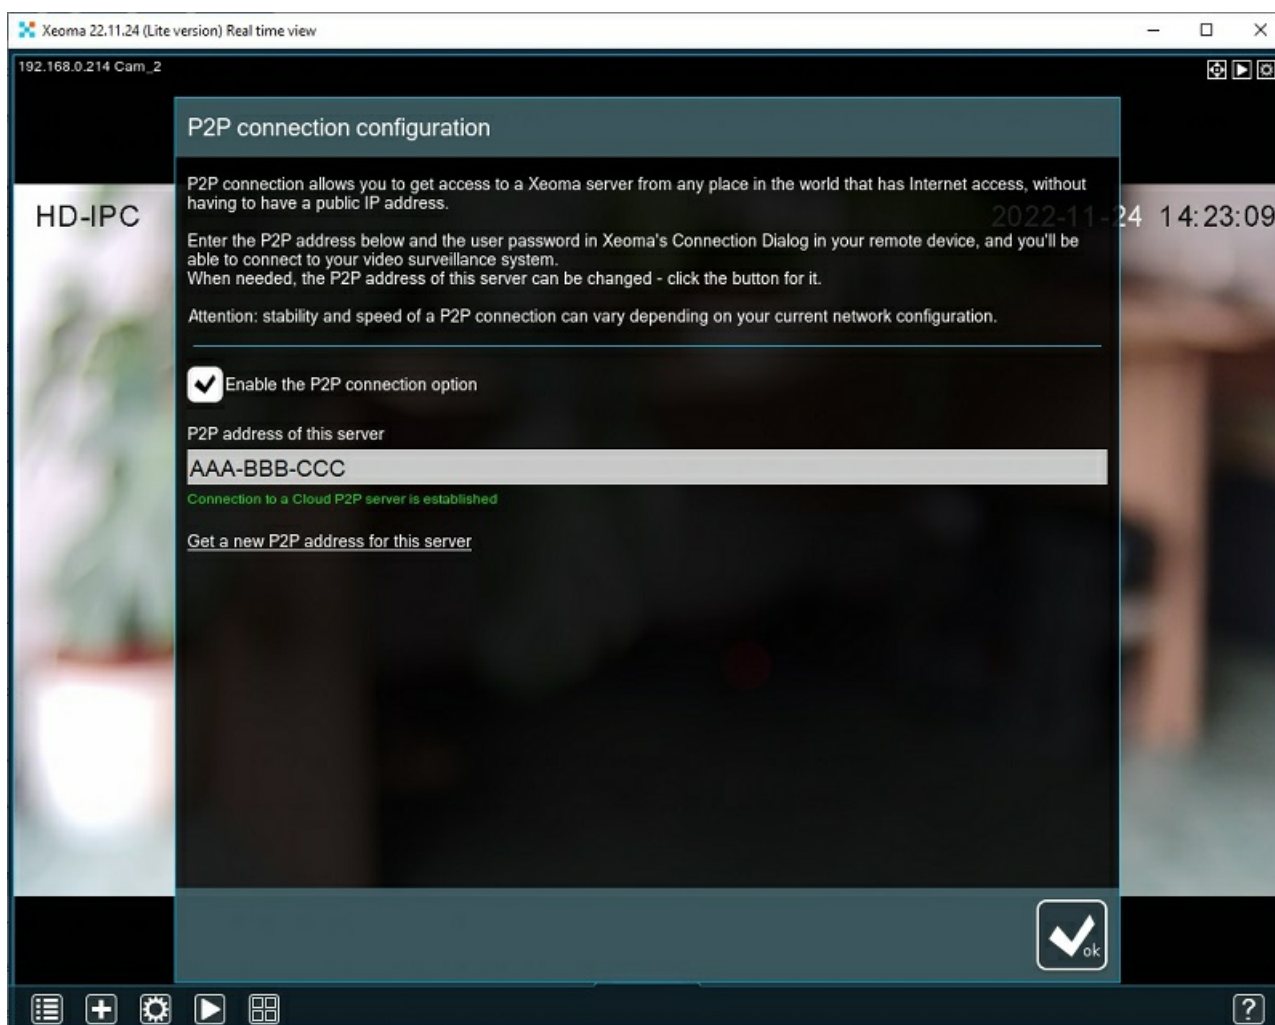 Xeoma 22.11.24 (Lite version) Real time view
192.168.0.214 Cam_2
P2P connection configuration
P2P connection allows you to get access to a Xeoma server from any place in the world that has Internet access, without
having to have a public IP address.
HD-IPC
2022-11-24 14:23:09
Enter the P2P address below and the user password in Xeoma's Connection Dialog in your remote device, and you'll be
able to connect to your video surveillance system.
When needed, the P2P address of this server can be changed - click the button for it.
Attention: stability and speed of a P2P connection can vary depending on your current network configuration.
Enable the P2P connection option
P2P address of this server
AAA-BBB-CCC
Connection to a Cloud P2P server is established
Get a new P2P address for this server
ok
?